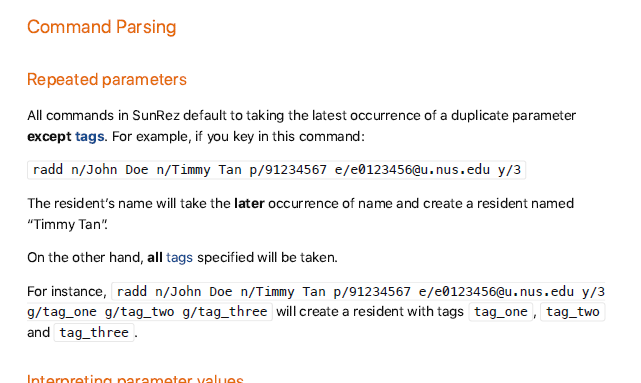 Command Parsing
Repeated parameters
All commands in SunRez default to taking the latest occurrence of a duplicate parameter
except tags. For example, if you key in this command:
radd n/John Doe n/Timmy Tan p/91234567 e/e0123456@u.nus.edu y/3
The resident's name will take the later occurrence of name and create a resident named
“Timmy Tan”.
On the other hand, all tags specified will be taken.
For instance, radd n/John Doe n/Timmy Tan p/91234567 e/e0123456@u.nus.edu y/3
g/tag_one g/tag_two g/tag_three will create a resident with tags tag_one, tag_two
and tag_three.
Interpreting parameter values